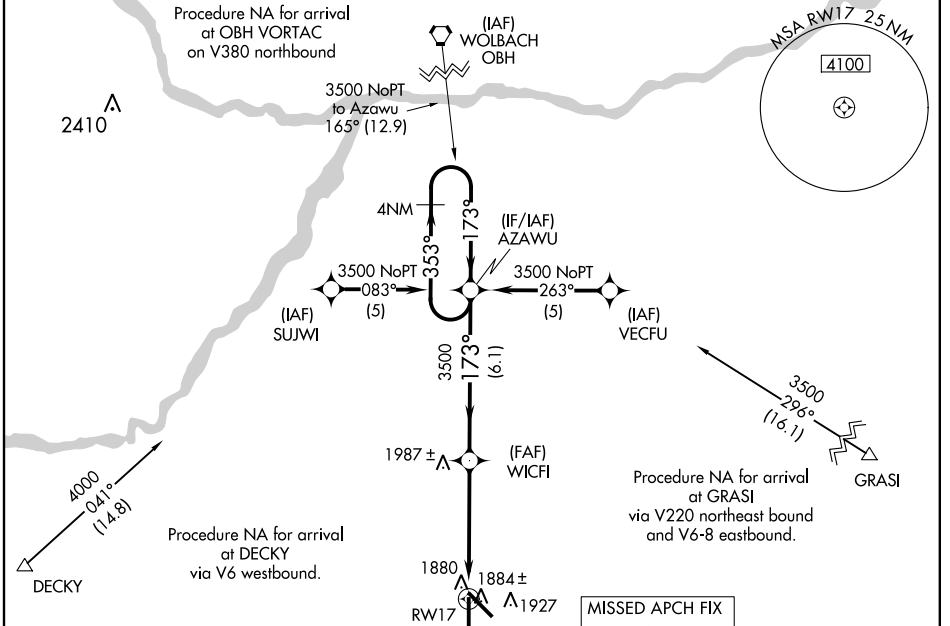 Procedure NA for arrival
at OBH VORTAC
on V380 northbound
(IAF)
WOLBACH
OBH
MSA RW17 25 NM
4100
2410
3500 NoPT
to Azawu
165° (12.9)
4NM
353°
173°
(IF/IAF)
AZAWU
3500 NoPT
083°
(5)
3500 NoPT
263°
(5)
(IAF)
SUJWI
(IAF)
VECFU
3500
173°
(6.1)
3500
296°
(16.1)
GRASI
1987 ±
(FAF)
WICFI
4000
041°
(14.8)
DECKY
Procedure NA for arrival
at DECKY
via V6 westbound.
Procedure NA for arrival
at GRASI
via V220 northeast bound
and V6-8 eastbound.
1880
1884 ±
1927
RW17
MISSED APCH FIX